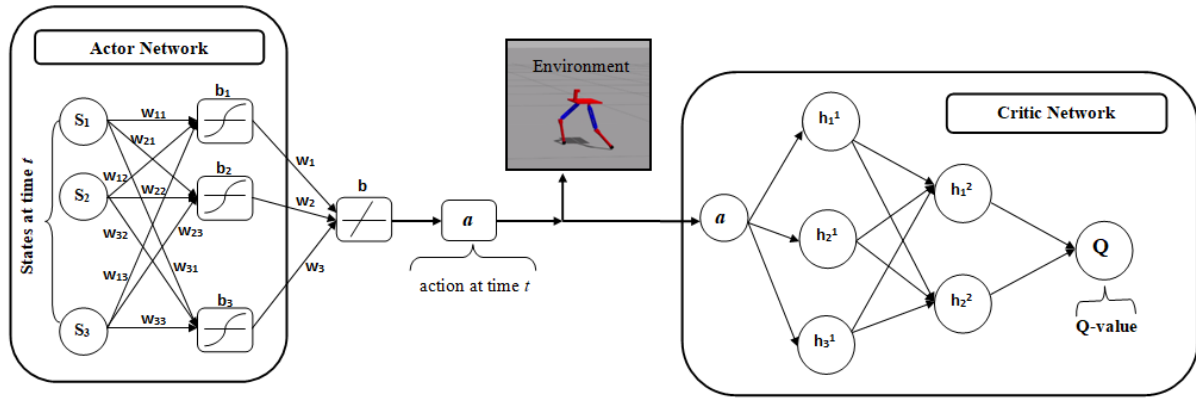 Actor Network
States at time t
S1
S2
S3
W11
W21
W12
W22
W32
W23
W13
W31
W33
b1
b2
b3
W1
W2
W3
b
a
action at time t
Environment
Critic Network
a
h1¹
h2¹
h3¹
h1²
h2²
Q
Q-value